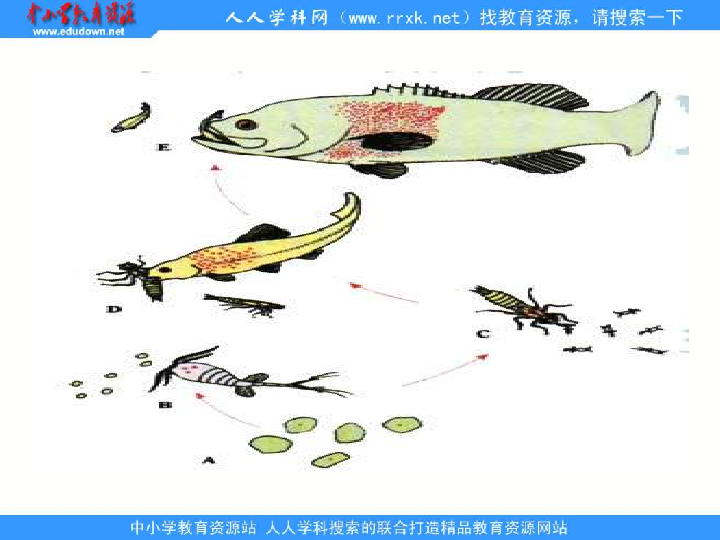 中小学教育资源
www.edudown.net
人人学科网（www.rrxk.net）找教育资源，请搜索一下
E
D
C
B
A
中小学教育资源站 人人学科搜索的联合打造精品教育资源网站